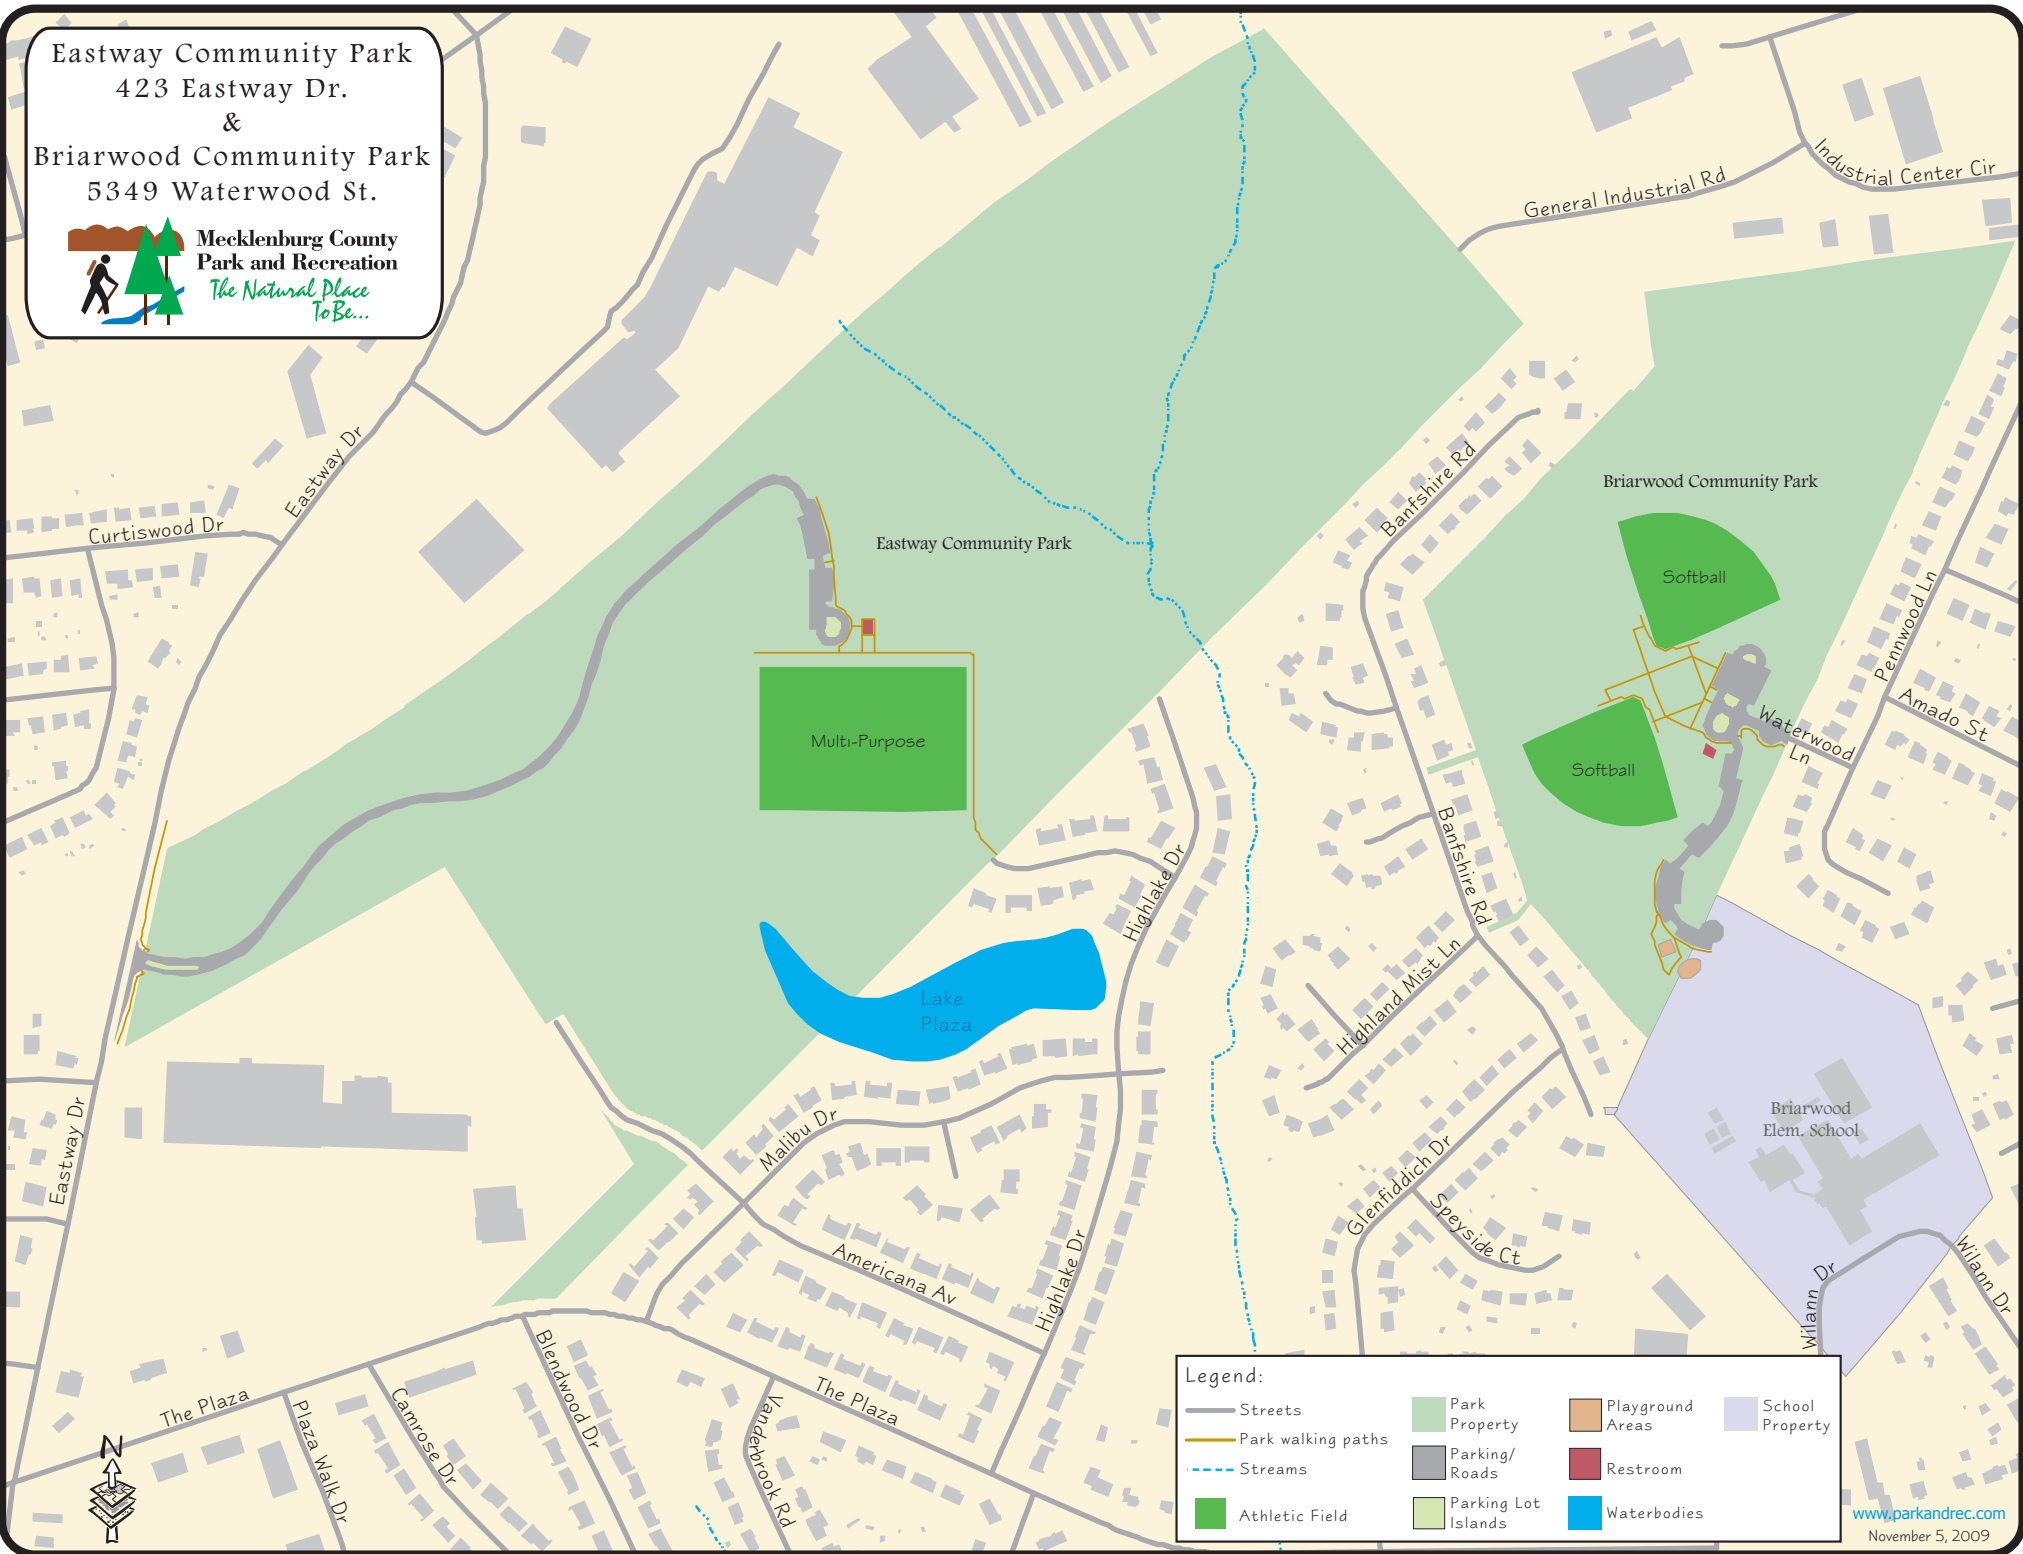 Eastway Community Park
423 Eastway Dr.
&
Briarwood Community Park
5349 Waterwood St.
Mecklenburg County
Park and Recreation
The Natural Place
To Be...
General Industrial Rd
Industrial Center Cir
Eastway Dr
Curtiswood Dr
Banfshire Rd
Briarwood Community Park
Eastway Community Park
Softball
Pennwood Ln
Amado St
Waterwood
Ln
Multi-Purpose
Softball
Banfshire Rd
Highlake Dr
Highland Mist Ln
Lake
Plaza
Eastway Dr
Malibu Dr
Briarwood
Elem. School
Glenfiddich Dr
Speyside Ct
Americana Av
Highlake Dr
Wilann Dr
Wilann Dr
The Plaza
Plaza Walk Dr
Camrose Dr
Blendwood Dr
Vanderbrook Rd
The Plaza
N
Legend:
Streets
Park walking paths
Streams
Athletic Field
Park
Property
Parking/
Roads
Parking Lot
Islands
Playground
Areas
Restroom
Waterbodies
School
Property
www.parkandrec.com
November 5, 2009